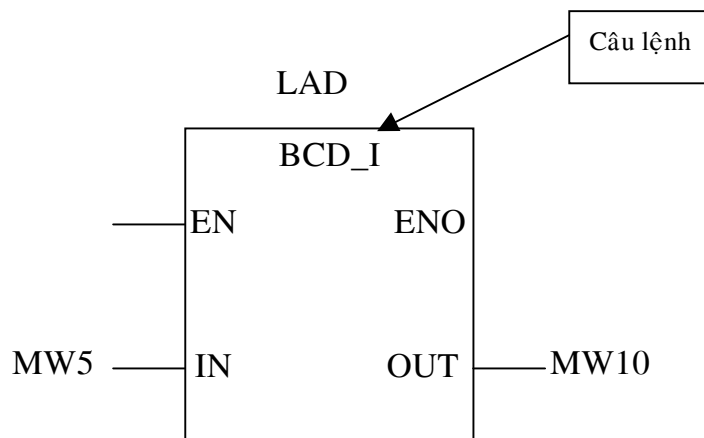 Câu lệnh
LAD
BCD_I
EN ENO
MW5 IN OUT MW10